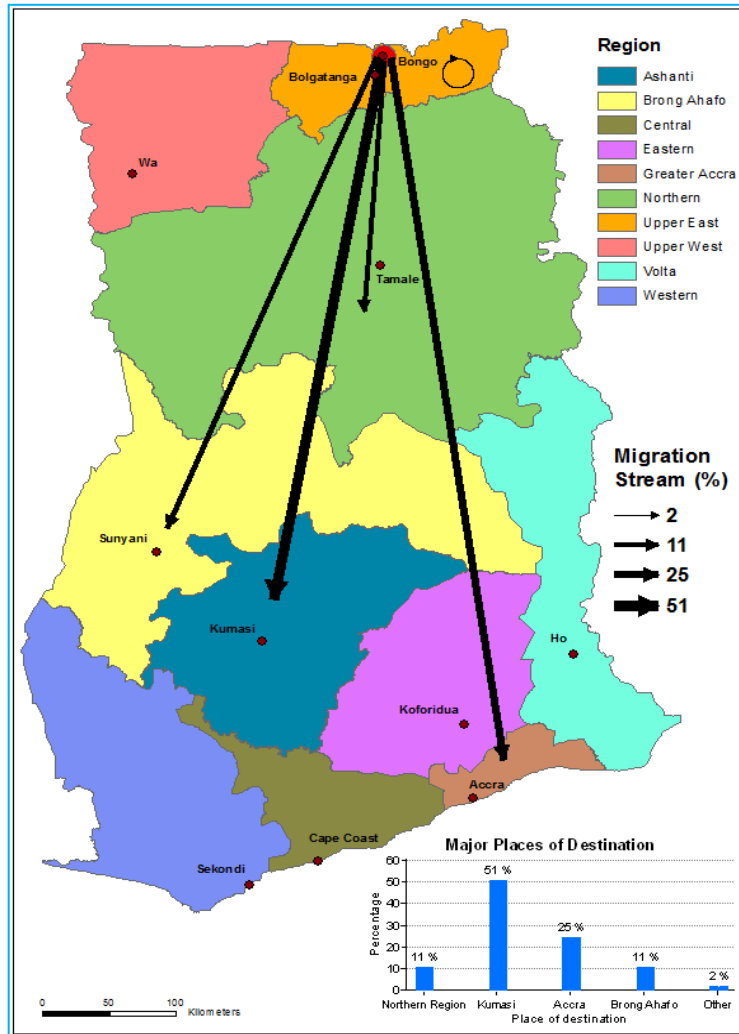 Bongo
Bolgatanga
Wa
Tamale
Sunyani
Kumasi
Ho
Koforidua
Accra
Cape Coast
Sekondi
Region
Ashanti
Brong Ahafo
Central
Eastern
Greater Accra
Northern
Upper East
Upper West
Volta
Western
Migration
Stream (%)
2
11
25
51
Major Places of Destination
Percentage
60
50
40
30
20
10
0
11 %
51 %
25 %
11 %
2 %
Northern Region Kumasi Accra Brong Ahafo Other
Place of destination
0 50 100
Kilometers